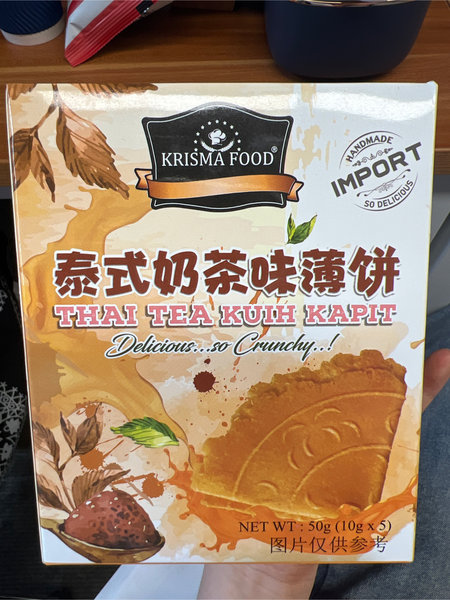 KRISMA FOOD®
HANDMADE
IMPORT
SO DELICIOUS
泰式奶茶味薄饼
THAI TEA KUIH KAPIT
Delicious...so Crunchy..!
NET WT : 50g (10g x 5)
图片仅供参考